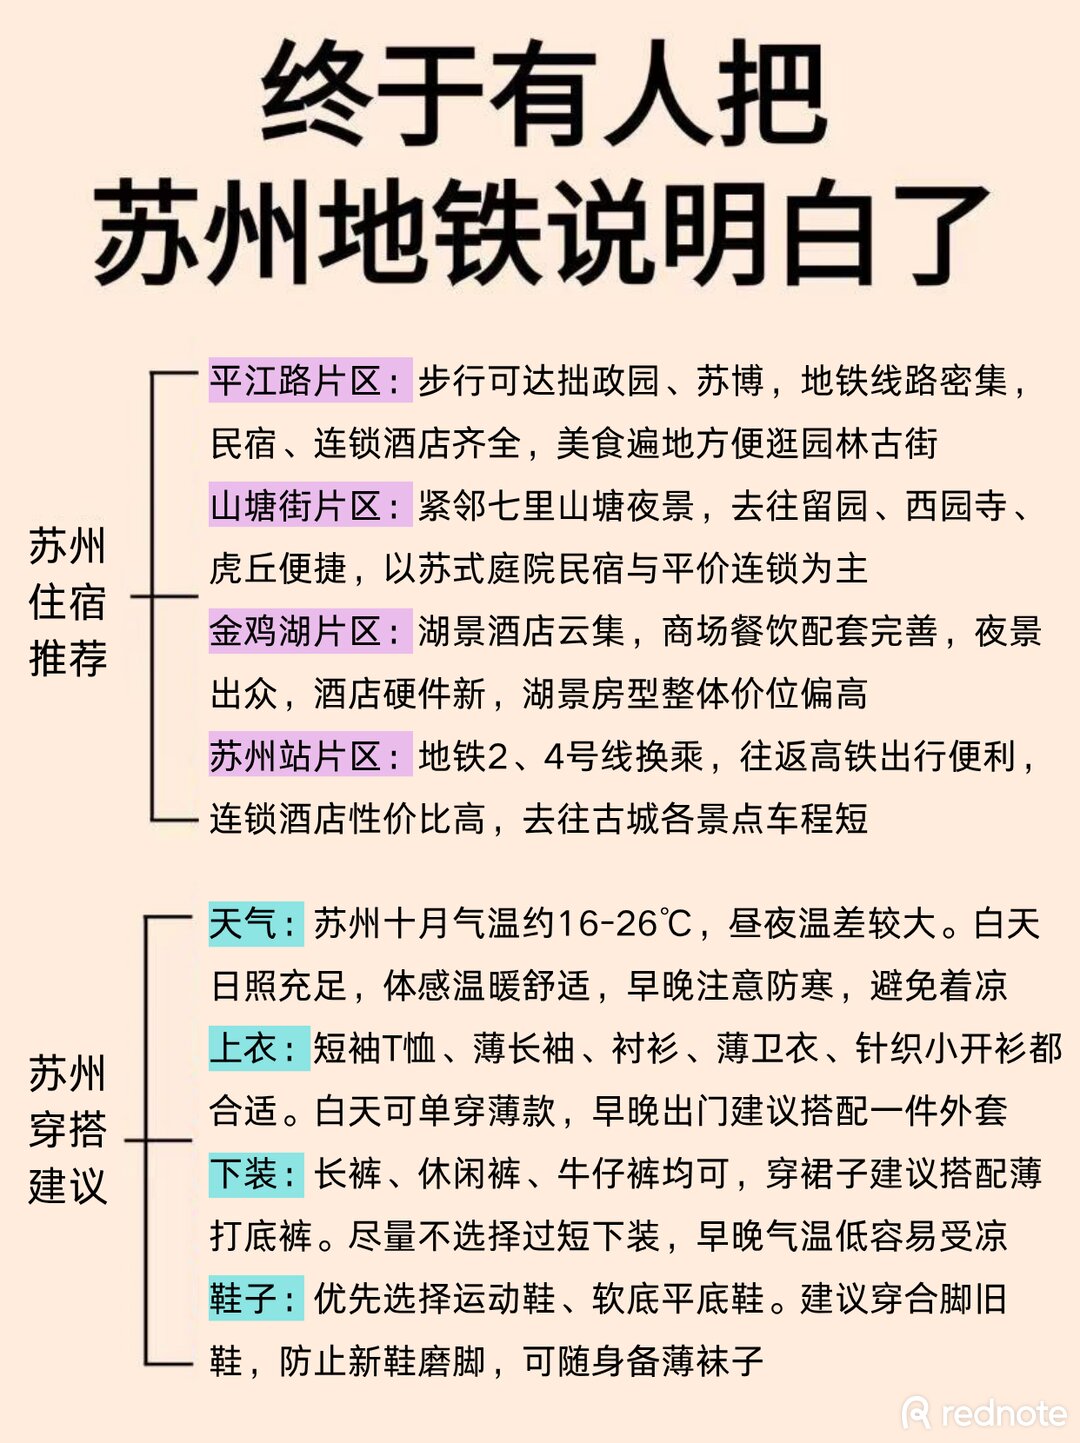 终于有人把
苏州地铁说明白了
苏州
住宿
推荐
平江路片区：步行可达拙政园、苏博，地铁线路密集，
民宿、连锁酒店齐全，美食遍地方便逛园林古街
山塘街片区：紧邻七里山塘夜景，去往留园、西园寺、
虎丘便捷，以苏式庭院民宿与平价连锁为主
金鸡湖片区：湖景酒店云集，商场餐饮配套完善，夜景
出众，酒店硬件新，湖景房型整体价位偏高
苏州站片区：地铁2、4号线换乘，往返高铁出行便利，
连锁酒店性价比高，去往古城各景点车程短
苏州
穿搭
建议
天气：苏州十月气温约16-26℃，昼夜温差较大。白天
日照充足，体感温暖舒适，早晚注意防寒，避免着凉
上衣：短袖T恤、薄长袖、衬衫、薄卫衣、针织小开衫都
合适。白天可单穿薄款，早晚出门建议搭配一件外套
下装：长裤、休闲裤、牛仔裤均可，穿裙子建议搭配薄
打底裤。尽量不选择过短下装，早晚气温低容易受凉
鞋子：优先选择运动鞋、软底平底鞋。建议穿合脚旧
鞋，防止新鞋磨脚，可随身备薄袜子
rednote